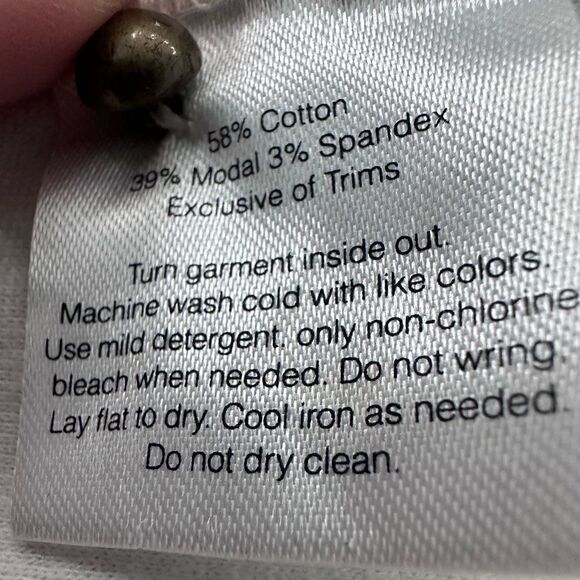 58% Cotton
39% Modal 3% Spandex
Exclusive of Trims
Turn garment inside out.
Machine wash cold with like colors.
Use mild detergent, only non-chlorine
bleach when needed. Do not wring.
Lay flat to dry. Cool iron as needed.
Do not dry clean.